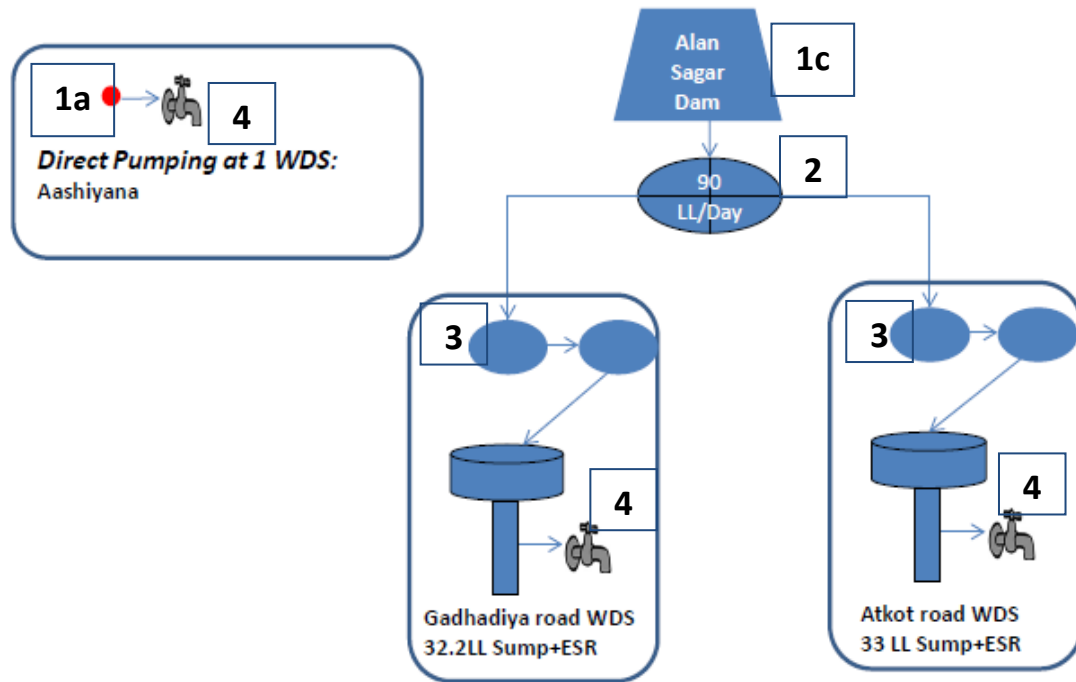 1a
4
Direct Pumping at 1 WDS:
Aashiyana
Alan
Sagar
Dam
1c
90
LL/Day
2
3
4
Gadhadiya road WDS
32.2LL Sump+ESR
3
4
Atkot road WDS
33 LL Sump+ESR